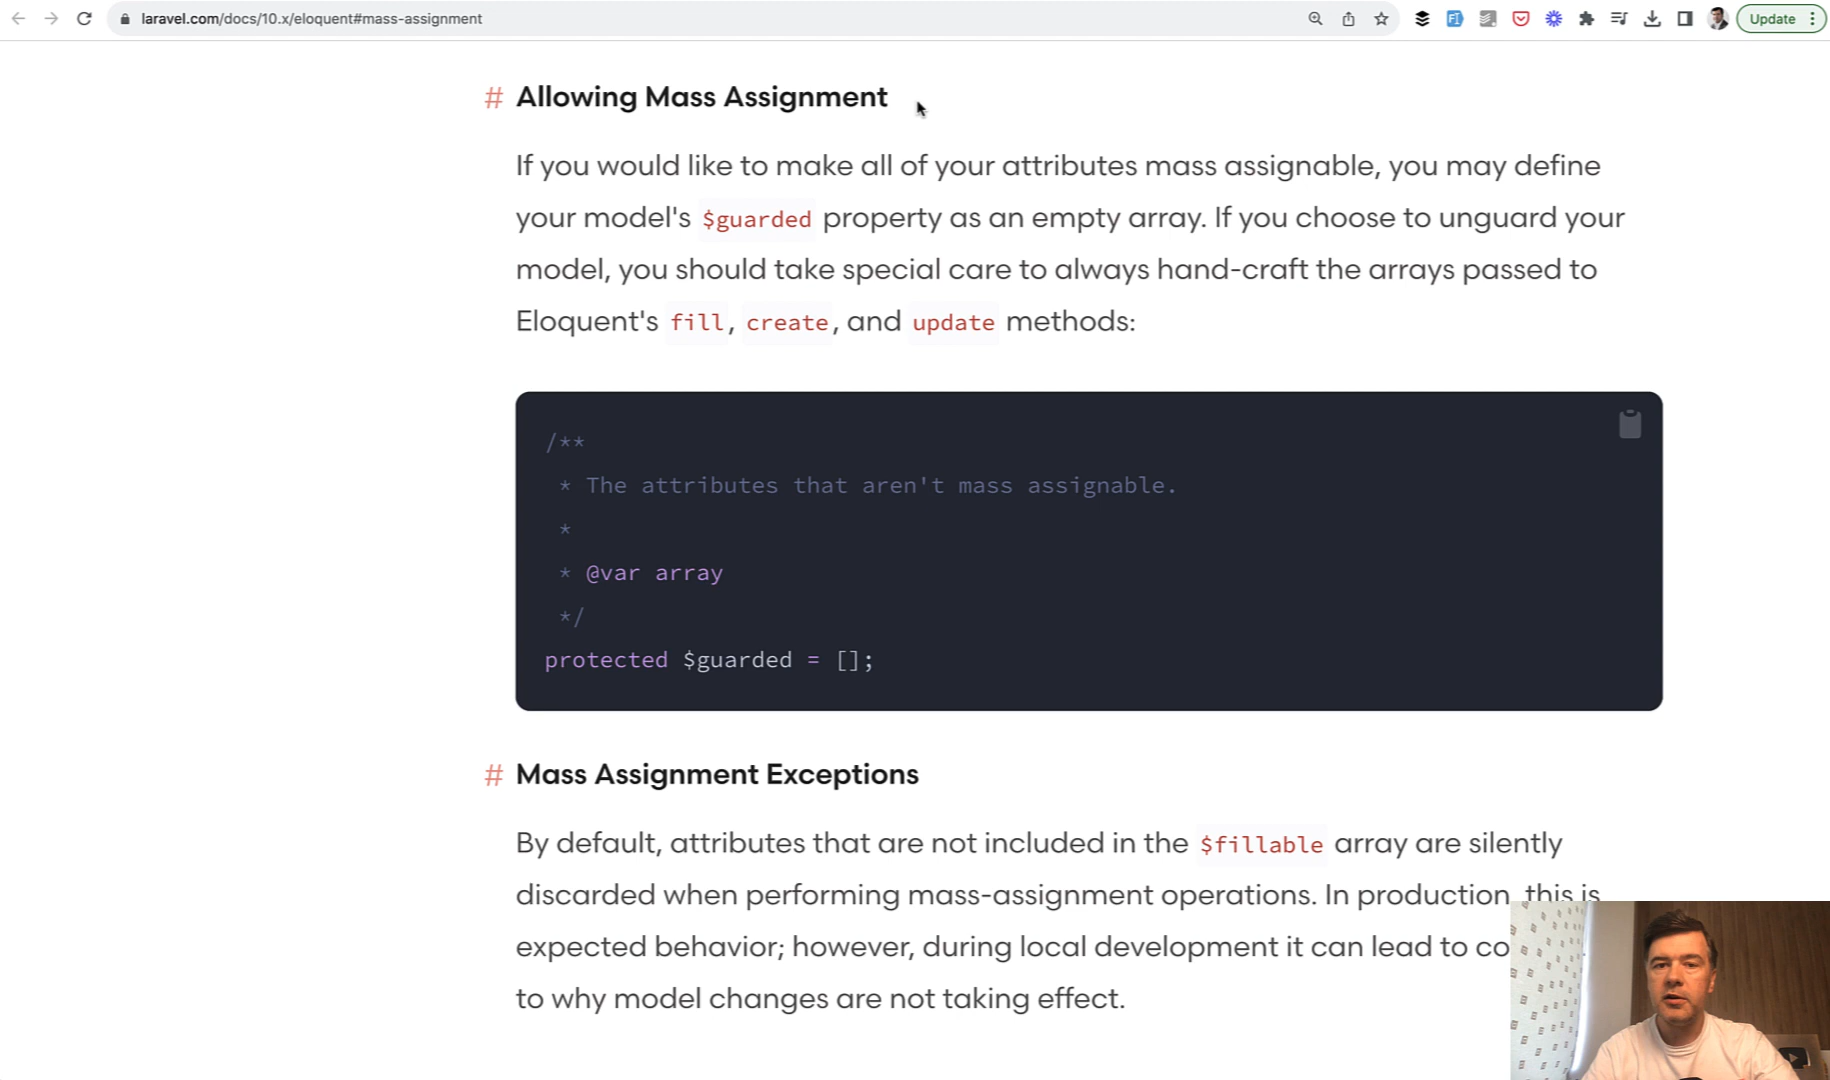 laravel.com/docs/10.x/eloquent#mass-assignment
Update
# Allowing Mass Assignment
If you would like to make all of your attributes mass assignable, you may define
your model's $guarded property as an empty array. If you choose to unguard your
model, you should take special care to always hand-craft the arrays passed to
Eloquent's fill, create, and update methods:
/**
* The attributes that aren't mass assignable.
*
* @var array
*/
protected $guarded = [];
# Mass Assignment Exceptions
By default, attributes that are not included in the $fillable array are silently
discarded when performing mass-assignment operations. In production, this is
expected behavior; however, during local development it can lead to co
to why model changes are not taking effect.